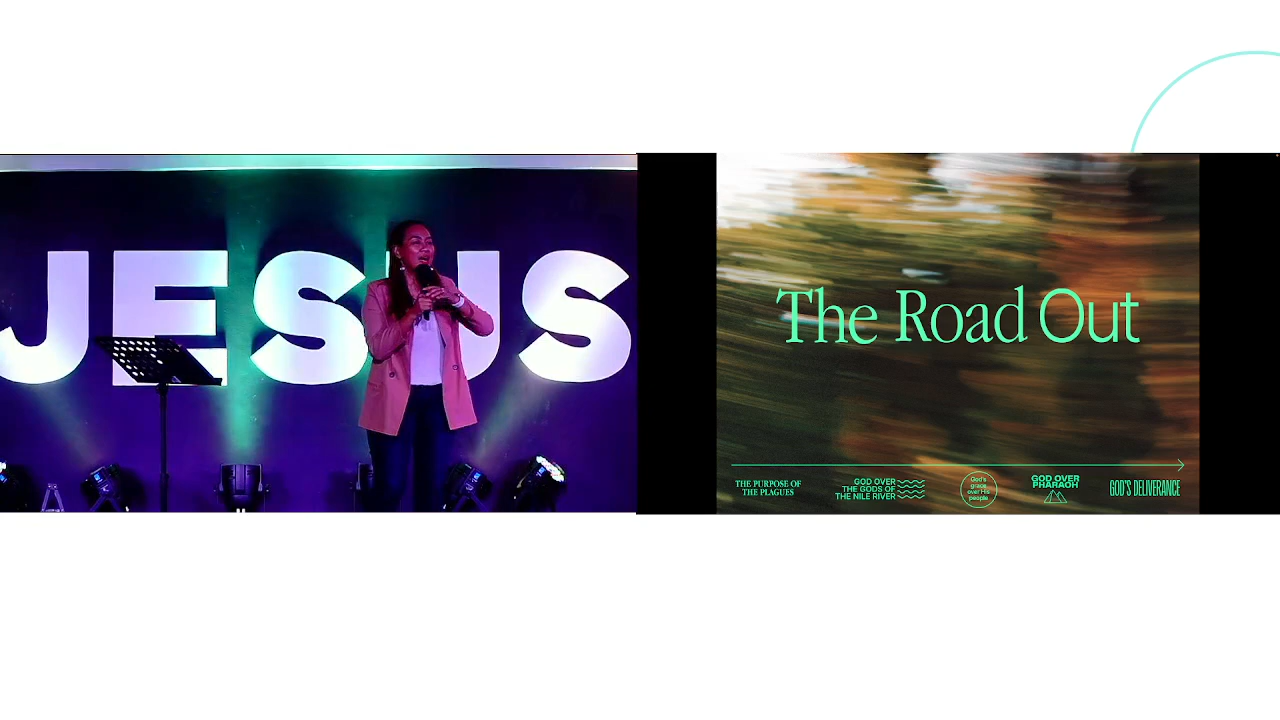 JESUS
The Road Out
THE PURPOSE OF
THE PLAGUES
GOD OVER
THE GODS OF
THE NILE RIVER
God's
grace
over His
people
GOD OVER
PHARAOH
GOD'S DELIVERANCE